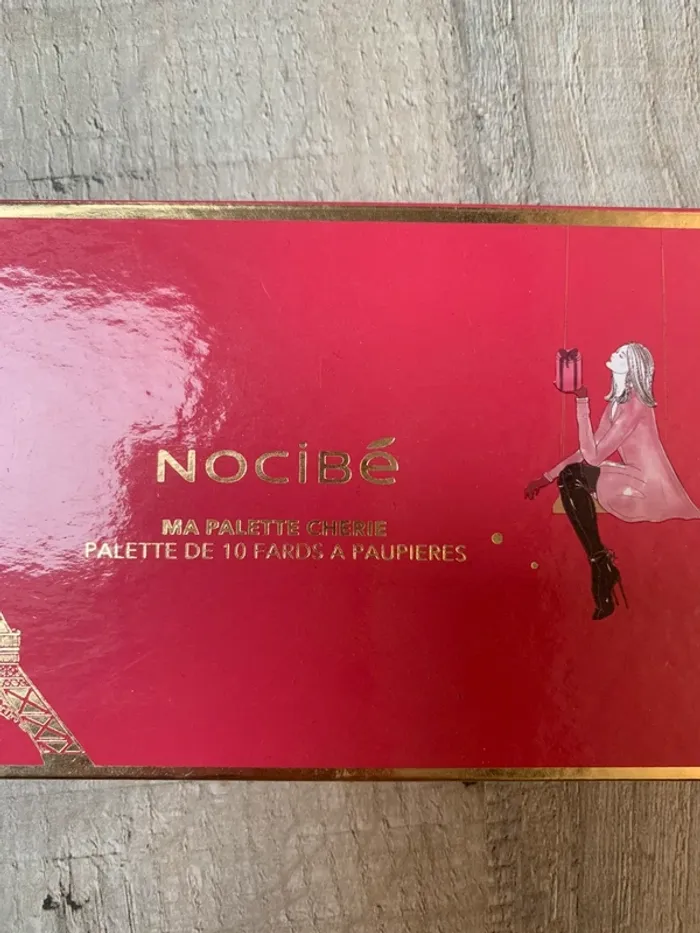 NOCiBé
MA PALETTE CHERIE
PALETTE DE 10 FARDS A PAUPIERES